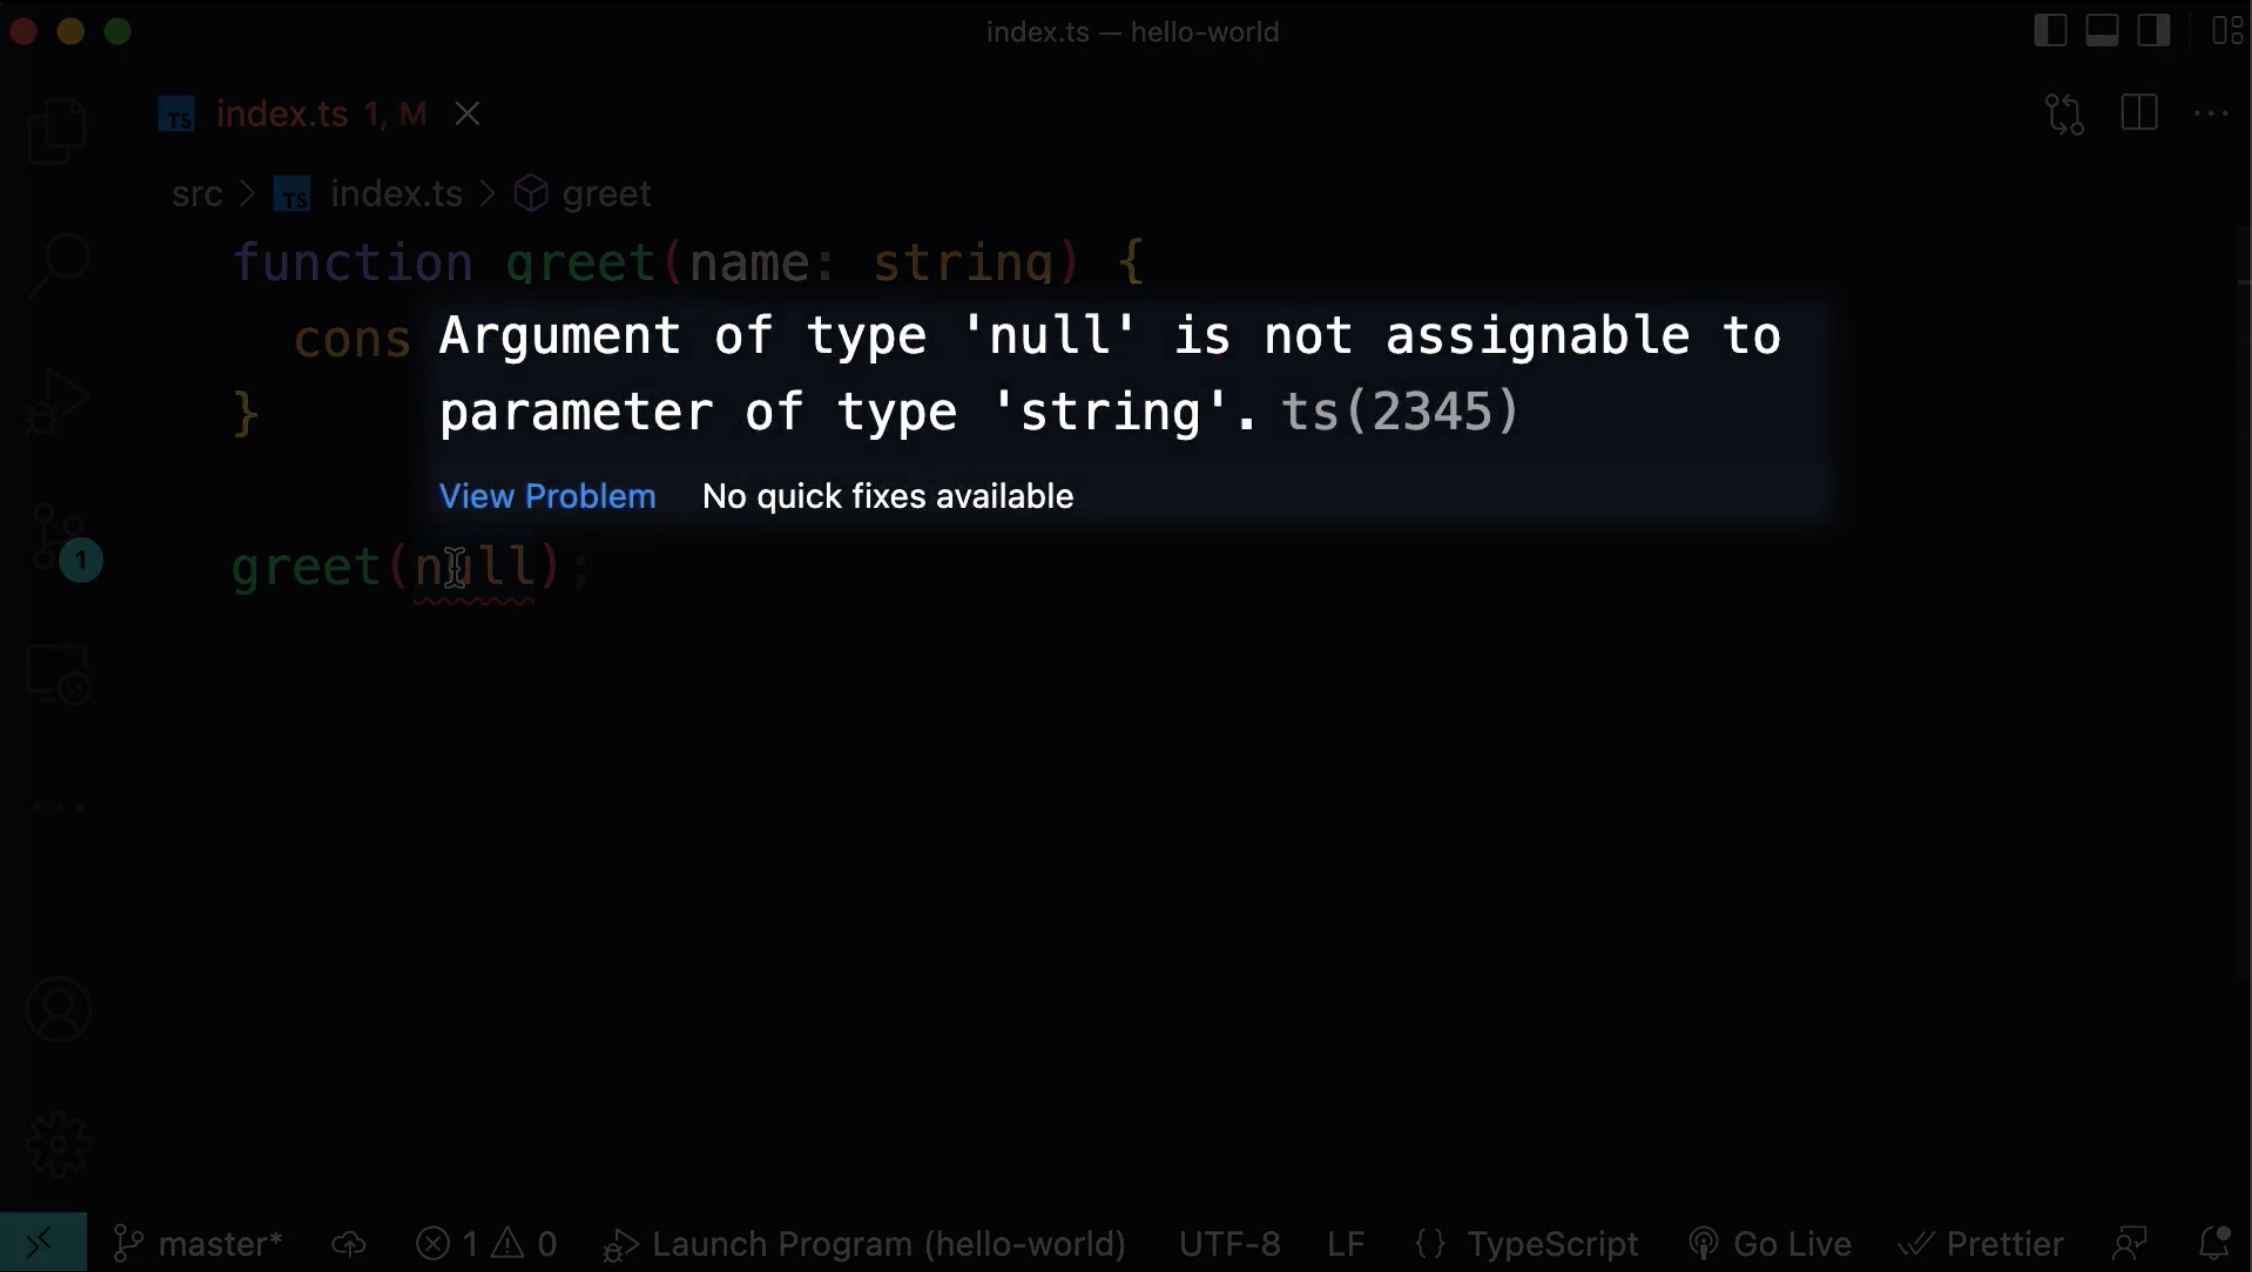 index.ts — hello-world
TS index.ts 1, M
src > TS index.ts > greet
function greet(name: string) {
cons
Argument of type 'null' is not assignable to
parameter of type 'string'. ts(2345)
}
View Problem No quick fixes available
greet(null);
1
master* 1 0 Launch Program (hello-world) UTF-8 LF {} TypeScript Go Live Prettier